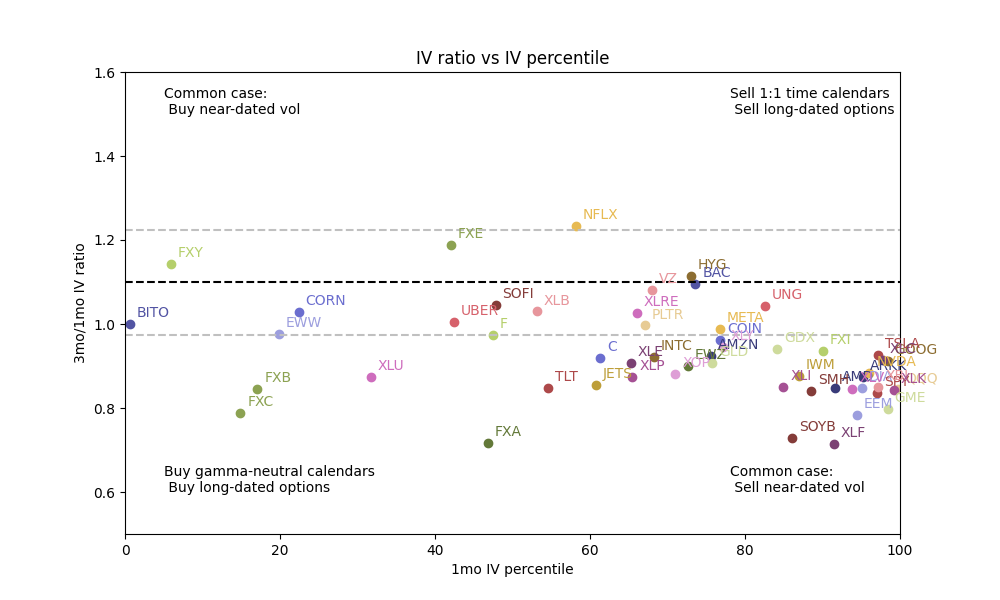 IV ratio vs IV percentile
1.6
Common case:
Buy near-dated vol
Sell 1:1 time calendars
Sell long-dated options
1.4
NFLX
1.2
FXE
FXY
HYG
BAC
VZ
UNG
SOFI
XLB
XLRE
CORN
BITO
UBER
PLTR
META
EWW
F
1.0
COIN
C
INTC
AMZN
GDX
FXI
TSLA
GOOG
XLE
XLP
XOP
EWZ
GLD
IWM
ARKK
XLU
JETS
TLT
FXB
XLI
SMH
AMD
XLK
FXC
GME
EEM
0.8
FXA
SOYB
XLF
Buy gamma-neutral calendars
Buy long-dated options
Common case:
Sell near-dated vol
0.6
3mo/1mo IV ratio
0
20
40
60
80
100
1mo IV percentile